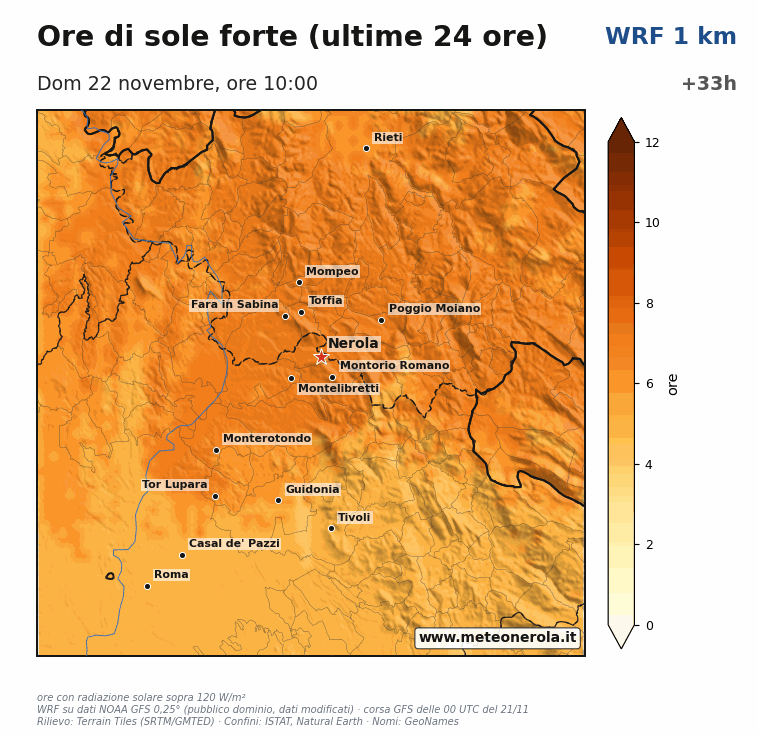 Ore di sole forte (ultime 24 ore)
WRF 1 km
Dom 22 novembre, ore 10:00
+33h
Rieti
Mompeo
Toffia
Fara in Sabina
Poggio Moiano
Nerola
Montorio Romano
Montelibretti
Monterotondo
Tor Lupara
Guidonia
Tivoli
Casal de' Pazzi
Roma
www.meteonerola.it
12
10
8
6
4
2
0
ore
ore con radiazione solare sopra 120 W/m²
WRF su dati NOAA GFS 0,25° (pubblico dominio, dati modificati) · corsa GFS delle 00 UTC del 21/11
Rilievo: Terrain Tiles (SRTM/GMTED) · Confini: ISTAT, Natural Earth · Nomi: GeoNames